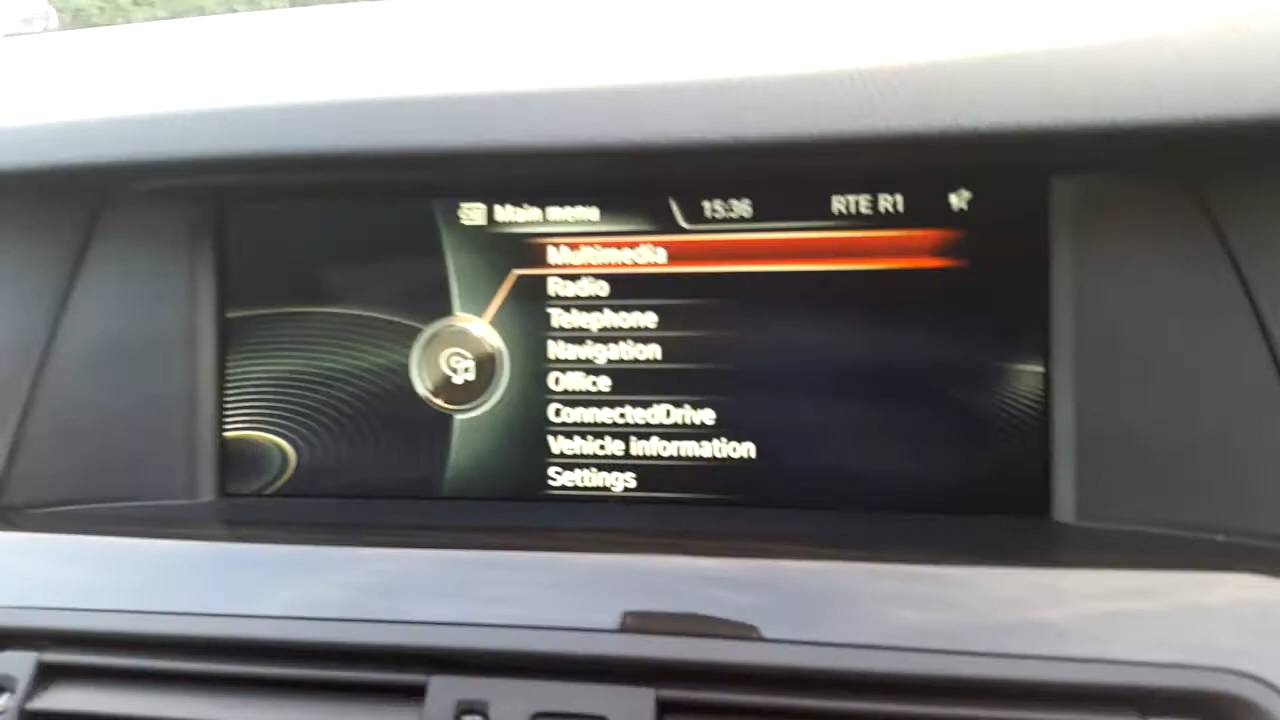 Main menu 15:36 RTE R1
Multimedia
Radio
Telephone
Navigation
Office
ConnectedDrive
Vehicle information
Settings